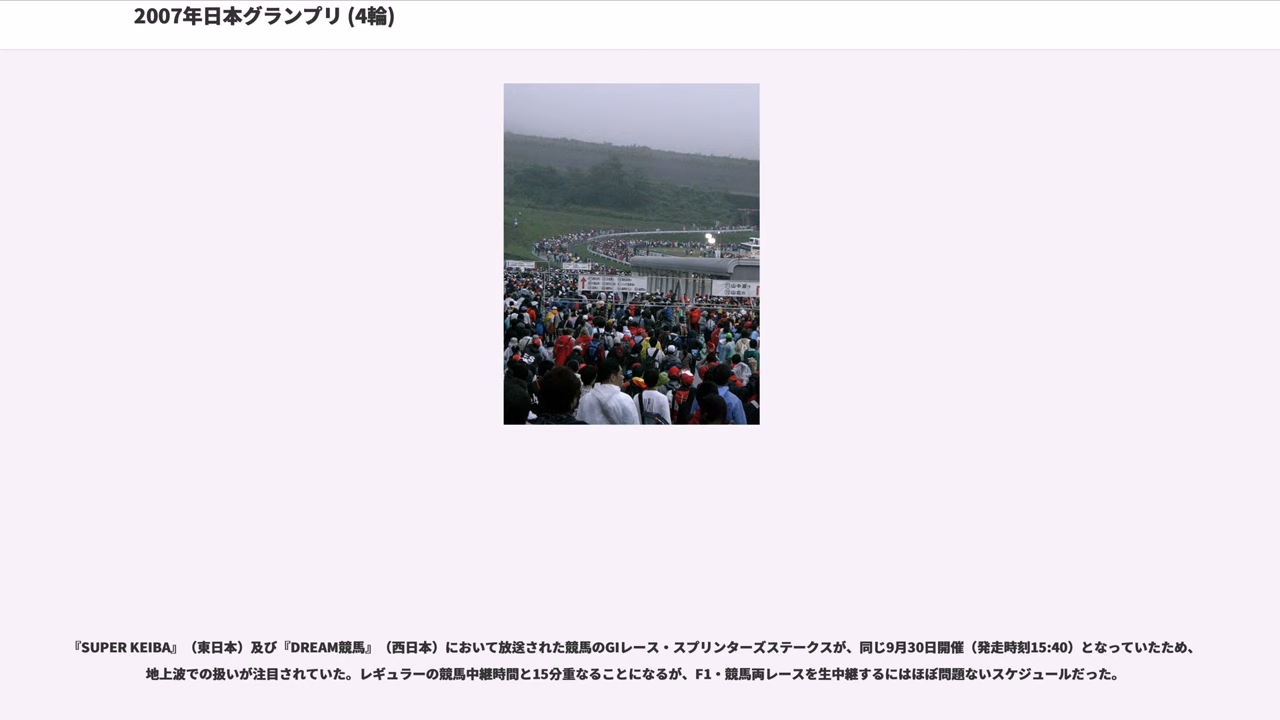 2007年日本グランプリ (4輪)
『SUPER KEIBA』（東日本）及び『DREAM競馬』（西日本）において放送された競馬のGIレース・スプリンターズステークスが、同じ9月30日開催（発走時刻15:40）となっていたため、
地上波での扱いが注目されていた。レギュラーの競馬中継時間と15分重なることになるが、F1・競馬両レースを生中継するにはほぼ問題ないスケジュールだった。